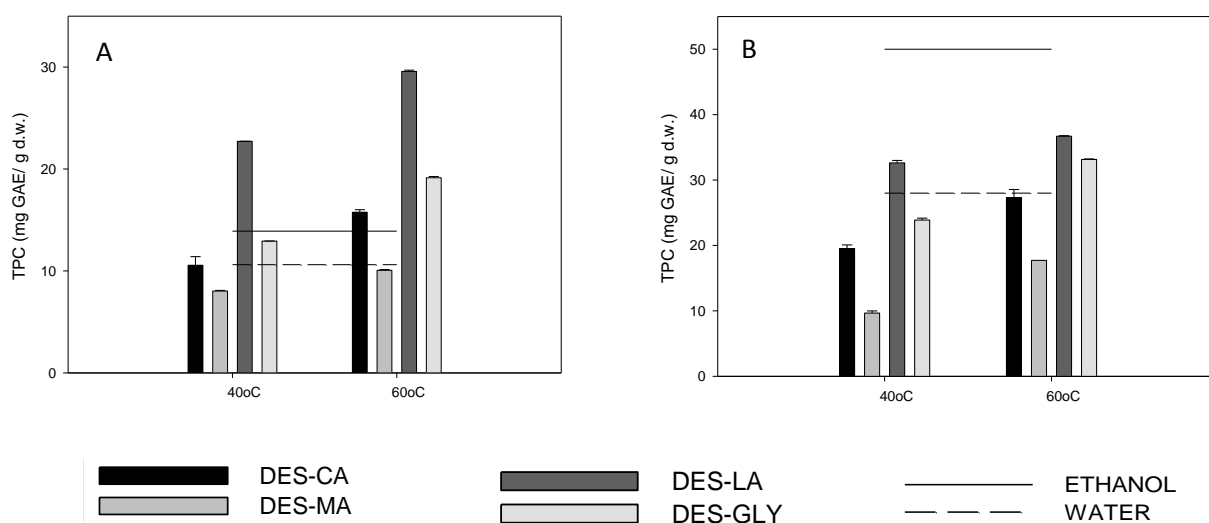 A
TPC (mg GAE/ g d.w.)
30
20
10
0
40oC
60oC
B
TPC (mg GAE/ g d.w.)
50
40
30
20
10
0
40oC
60oC
DES-CA
DES-MA
DES-LA
DES-GLY
ETHANOL
WATER